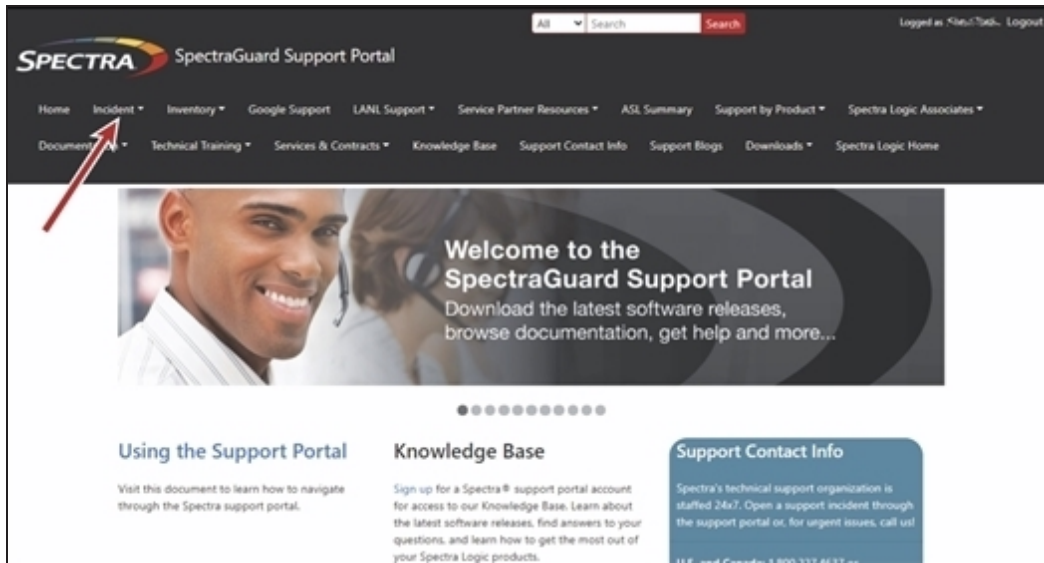 All Search Search Logged as Logout
SPECTRA SpectraGuard Support Portal
Home Incident Inventory Google Support LANL Support Service Partner Resources ASL Summary Support by Product Spectra Logic Associates
Technical Training Services & Contracts Knowledge Base Support Contact Info Support Blogs Downloads Spectra Logic Home
Welcome to the
SpectraGuard Support Portal
Download the latest software releases,
browse documentation, get help and more...
Using the Support Portal
Visit this document to learn how to navigate
through the Spectra support portal.
Knowledge Base
Sign up for a Spectra® support portal account
for access to our Knowledge Base. Learn about
the latest software releases, find answers to your
questions, and learn how to get the most out of
your Spectra Logic products.
Support Contact Info
Spectra's technical support organization is
staffed 24x7. Open a support incident through
the support portal or, for urgent issues, call us!
U.S. and Canada: